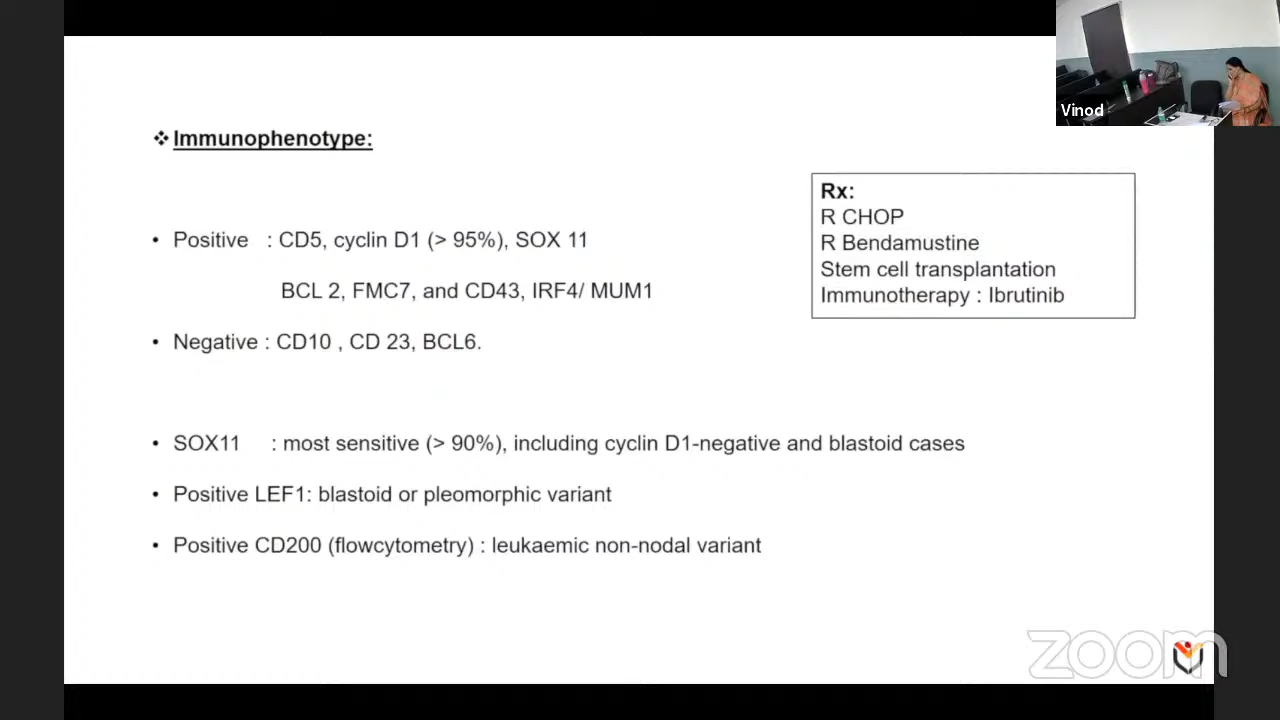 Vinod
❖ Immunophenotype:
Rx:
R CHOP
R Bendamustine
Stem cell transplantation
Immunotherapy : Ibrutinib
• Positive : CD5, cyclin D1 (> 95%), SOX 11
BCL 2, FMC7, and CD43, IRF4/ MUM1
• Negative : CD10 , CD 23, BCL6.
• SOX11 : most sensitive (> 90%), including cyclin D1-negative and blastoid cases
• Positive LEF1: blastoid or pleomorphic variant
• Positive CD200 (flowcytometry) : leukaemic non-nodal variant
zoom